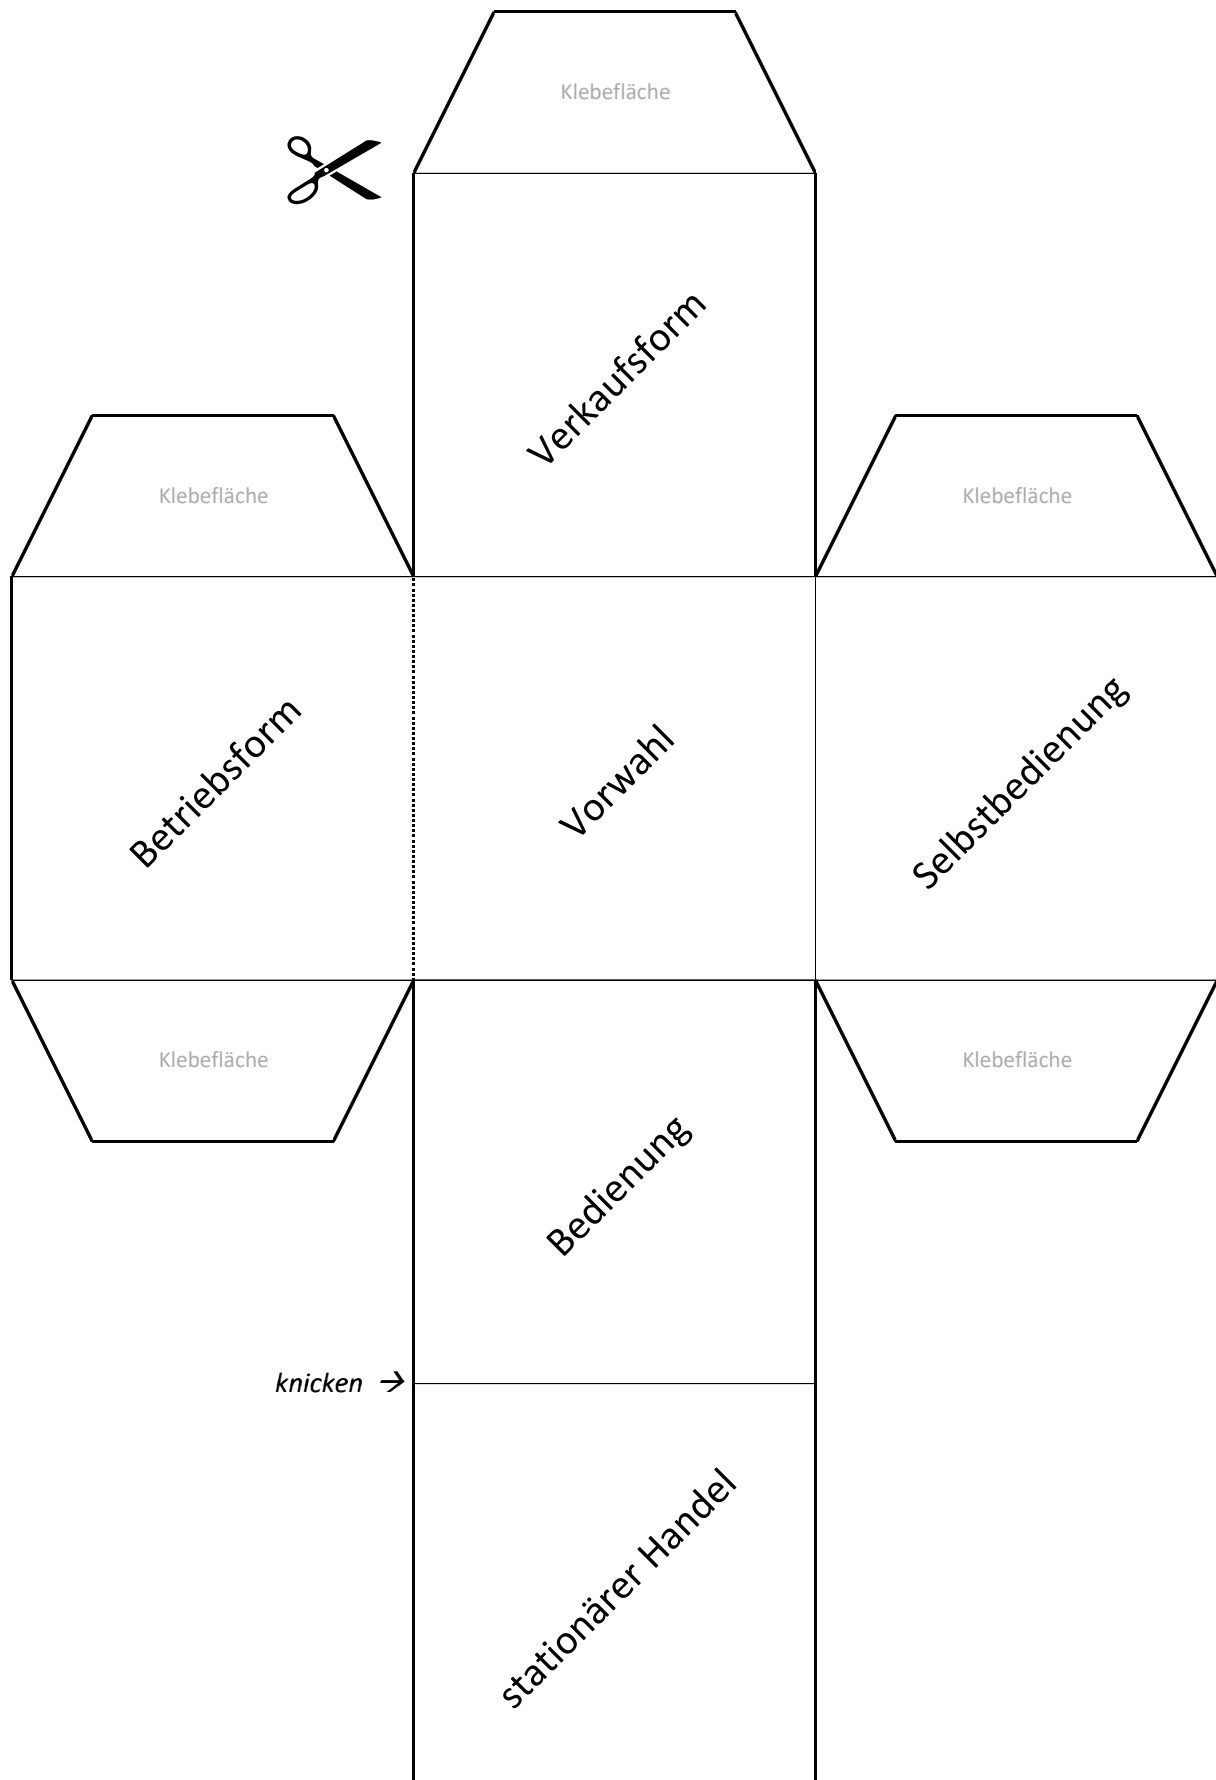 Klebefläche
Verkaufsform
Klebefläche
Klebefläche
Betriebsform
Vorwahl
Selbstbedienung
Klebefläche
Klebefläche
Bedienung
knicken →
stationärer Handel